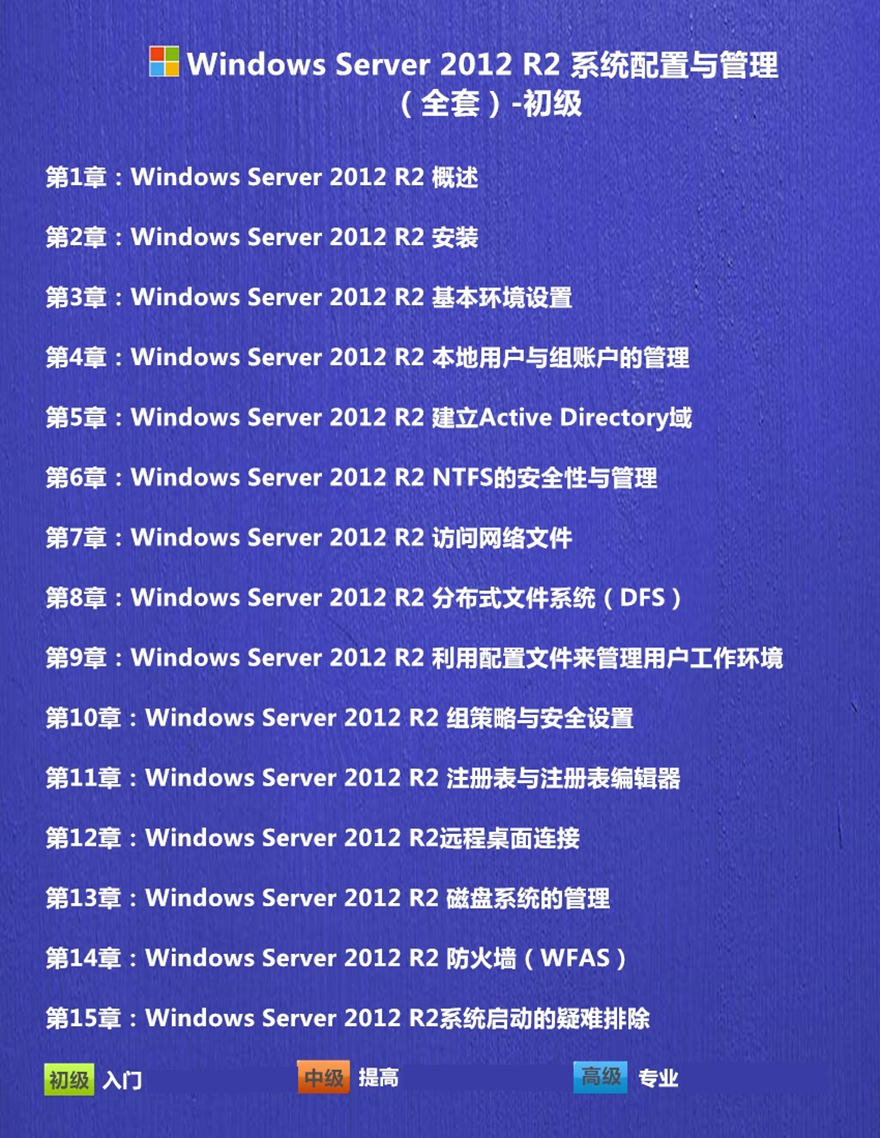 Windows Server 2012 R2 系统配置与管理
（全套）-初级
第1章：Windows Server 2012 R2 概述
第2章：Windows Server 2012 R2 安装
第3章：Windows Server 2012 R2 基本环境设置
第4章：Windows Server 2012 R2 本地用户与组账户的管理
第5章：Windows Server 2012 R2 建立Active Directory域
第6章：Windows Server 2012 R2 NTFS的安全性与管理
第7章：Windows Server 2012 R2 访问网络文件
第8章：Windows Server 2012 R2 分布式文件系统（DFS）
第9章：Windows Server 2012 R2 利用配置文件来管理用户工作环境
第10章：Windows Server 2012 R2 组策略与安全设置
第11章：Windows Server 2012 R2 注册表与注册表编辑器
第12章：Windows Server 2012 R2远程桌面连接
第13章：Windows Server 2012 R2 磁盘系统的管理
第14章：Windows Server 2012 R2 防火墙（WFAS）
第15章：Windows Server 2012 R2系统启动的疑难排除
初级 入门 中级 提高 高级 专业